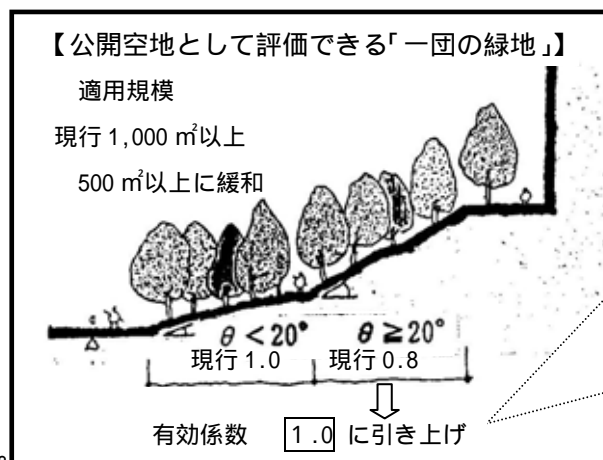 【公開空地として評価できる「一団の緑地」】
適用規模
現行 1,000 ㎡以上
500 ㎡以上に緩和
θ < 20° θ ≧ 20°
現行 1.0 現行 0.8
有効係数 1.0 に引き上げ